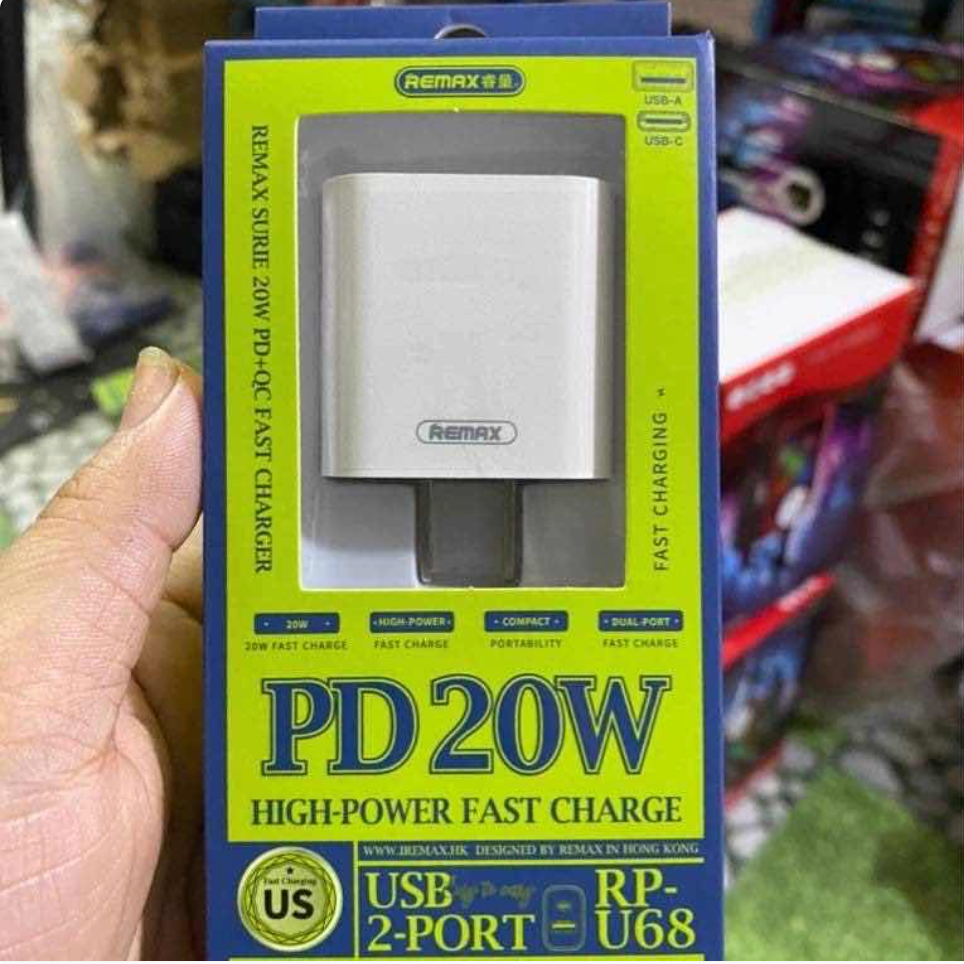 REMAX睿量
USB-A
USB-C
REMAX SURIE 20W PD+QC FAST CHARGER
REMAX
FAST CHARGING
20W
20W FAST CHARGE
HIGH-POWER
FAST CHARGE
COMPACT
PORTABILITY
DUAL-PORT
FAST CHARGE
PD 20W
HIGH-POWER FAST CHARGE
WWW.IREMAX.HK DESIGNED BY REMAX IN HONG KONG
Fast Charging
US
USB
2-PORT
RP-
U68